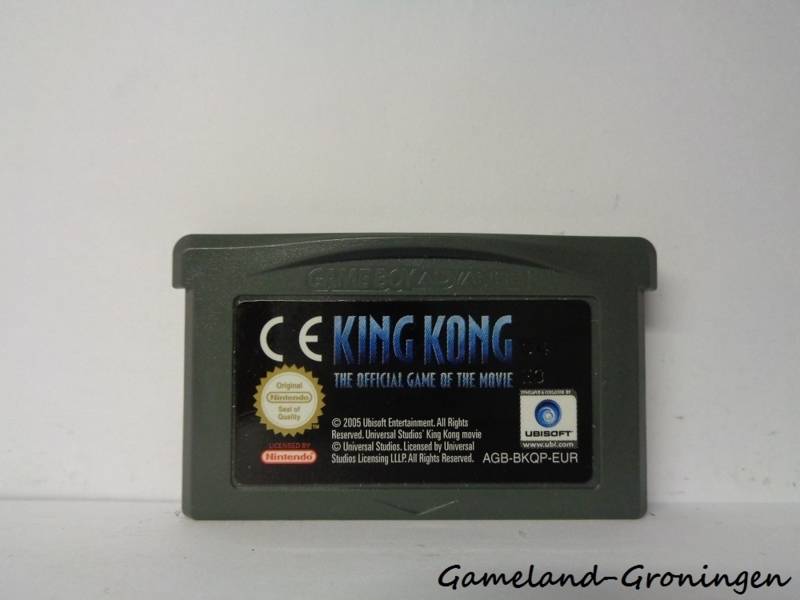 GAME BOY ADVANCE
CE KING KONG
THE OFFICIAL GAME OF THE MOVIE
Original
Nintendo
Seal of
Quality
TM
LICENSED BY
Nintendo
© 2005 Ubisoft Entertainment. All Rights
Reserved. Universal Studios' King Kong movie
© Universal Studios. Licensed by Universal
Studios Licensing LLLP. All Rights Reserved.
UBISOFT
www.ubi.com
AGB-BKQP-EUR
Gameland-Groningen